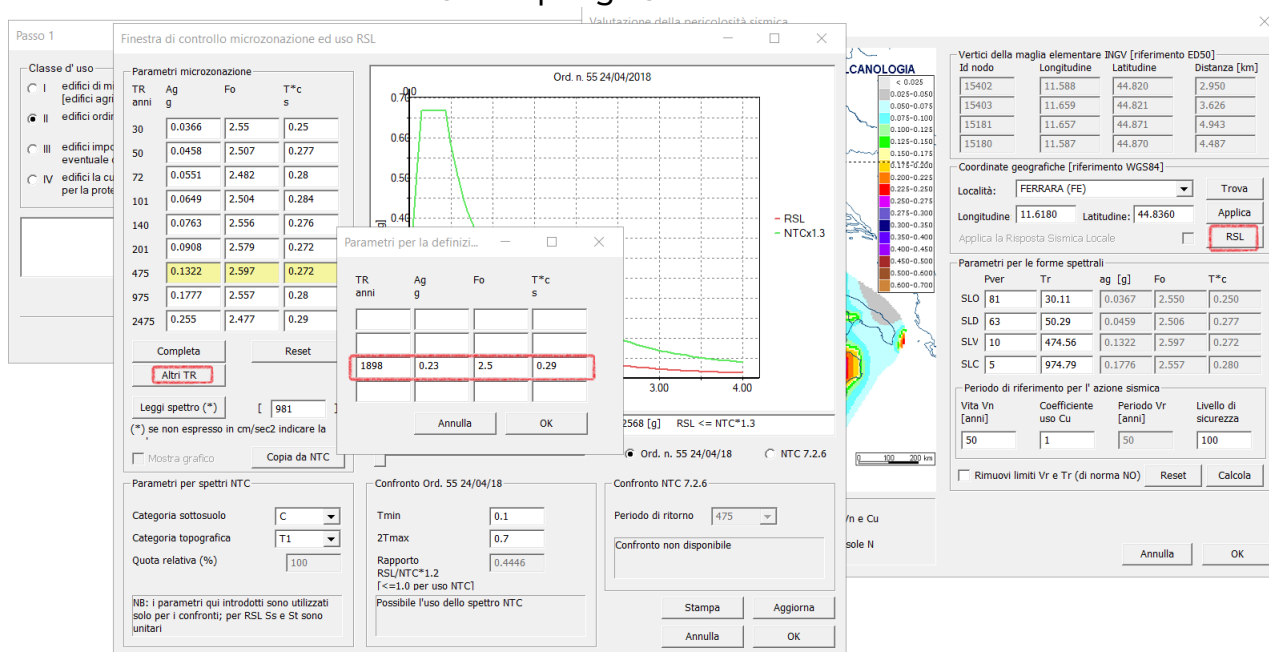 Valutazione della pericolosità sismica
Passo 1
Classe d' uso
I edifici di mi
[edifici agri
II edifici ordin
III edifici impo
eventuale
IV edifici la cu
per la prote
Finestra di controllo microzonazione ed uso RSL
Parametri microzonazione
TR Ag Fo T*c
anni g s
30 0.0366 2.55 0.25
50 0.0458 2.507 0.277
72 0.0551 2.482 0.28
101 0.0649 2.504 0.284
140 0.0763 2.556 0.276
201 0.0908 2.579 0.272
475 0.1322 2.597 0.272
975 0.1777 2.557 0.28
2475 0.255 2.477 0.29
Completa Reset
Altri TR
Leggi spettro (*) [ 981 ]
(*) se non espresso in cm/sec2 indicare la
Mostra grafico Copia da NTC
Ord. n. 55 24/04/2018
0.60
0.50
0.40
RSL
NTCx1.3
3.00 4.00
2568 [g] RSL <= NTC*1.3
Ord. n. 55 24/04/18 NTC 7.2.6
Parametri per la definizi...
TR Ag Fo T*c
anni g s
1898 0.23 2.5 0.29
Annulla OK
Parametri per spettri NTC
Categoria sottosuolo C
Categoria topografica T1
Quota relativa (%) 100
NB: i parametri qui introdotti sono utilizzati
solo per i confronti; per RSL Ss e St sono
unitari
Confronto Ord. 55 24/04/18
Tmin 0.1
2Tmax 0.7
Rapporto 0.4446
RSL/NTC*1.2
[<=1.0 per uso NTC]
Possibile l'uso dello spettro NTC
Confronto NTC 7.2.6
Periodo di ritorno 475
Confronto non disponibile
Stampa Aggiorna
Annulla OK
CANOLOGIA
< 0.025
0.025-0.050
0.050-0.075
0.075-0.100
0.100-0.125
0.125-0.150
0.150-0.175
0.175-0.200
0.200-0.225
0.225-0.250
0.250-0.275
0.275-0.300
0.300-0.350
0.350-0.400
0.400-0.450
0.450-0.500
0.500-0.600
0.600-0.700
0 100 200 km
Vn e Cu
sole N
Vertici della maglia elementare INGV [riferimento ED50]
Id nodo Longitudine Latitudine Distanza [km]
15402 11.588 44.820 2.950
15403 11.659 44.821 3.626
15181 11.657 44.871 4.943
15180 11.587 44.870 4.487
Coordinate geografiche [riferimento WGS84]
Località: FERRARA (FE) Trova
Longitudine 11.6180 Latitudine: 44.8360 Applica
Applica la Risposta Sismica Locale RSL
Parametri per le forme spettrali
Pver Tr ag [g] Fo T*c
SLO 81 30.11 0.0367 2.550 0.250
SLD 63 50.29 0.0459 2.506 0.277
SLV 10 474.56 0.1322 2.597 0.272
SLC 5 974.79 0.1776 2.557 0.280
Periodo di riferimento per l' azione sismica
Vita Vn Coefficiente Periodo Vr Livello di
[anni] uso Cu [anni] sicurezza
50 1 50 100
Rimuovi limiti Vr e Tr (di norma NO) Reset Calcola
Annulla OK